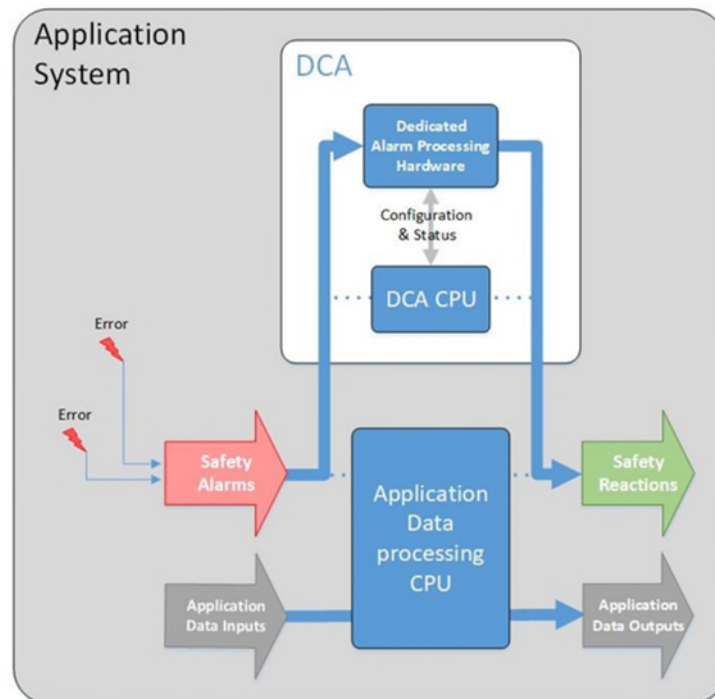 Application
System
DCA
Dedicated
Alarm Processing
Hardware
Configuration
& Status
DCA CPU
Error
Error
Safety
Alarms
Application
Data
processing
CPU
Safety
Reactions
Application
Data Inputs
Application
Data Outputs